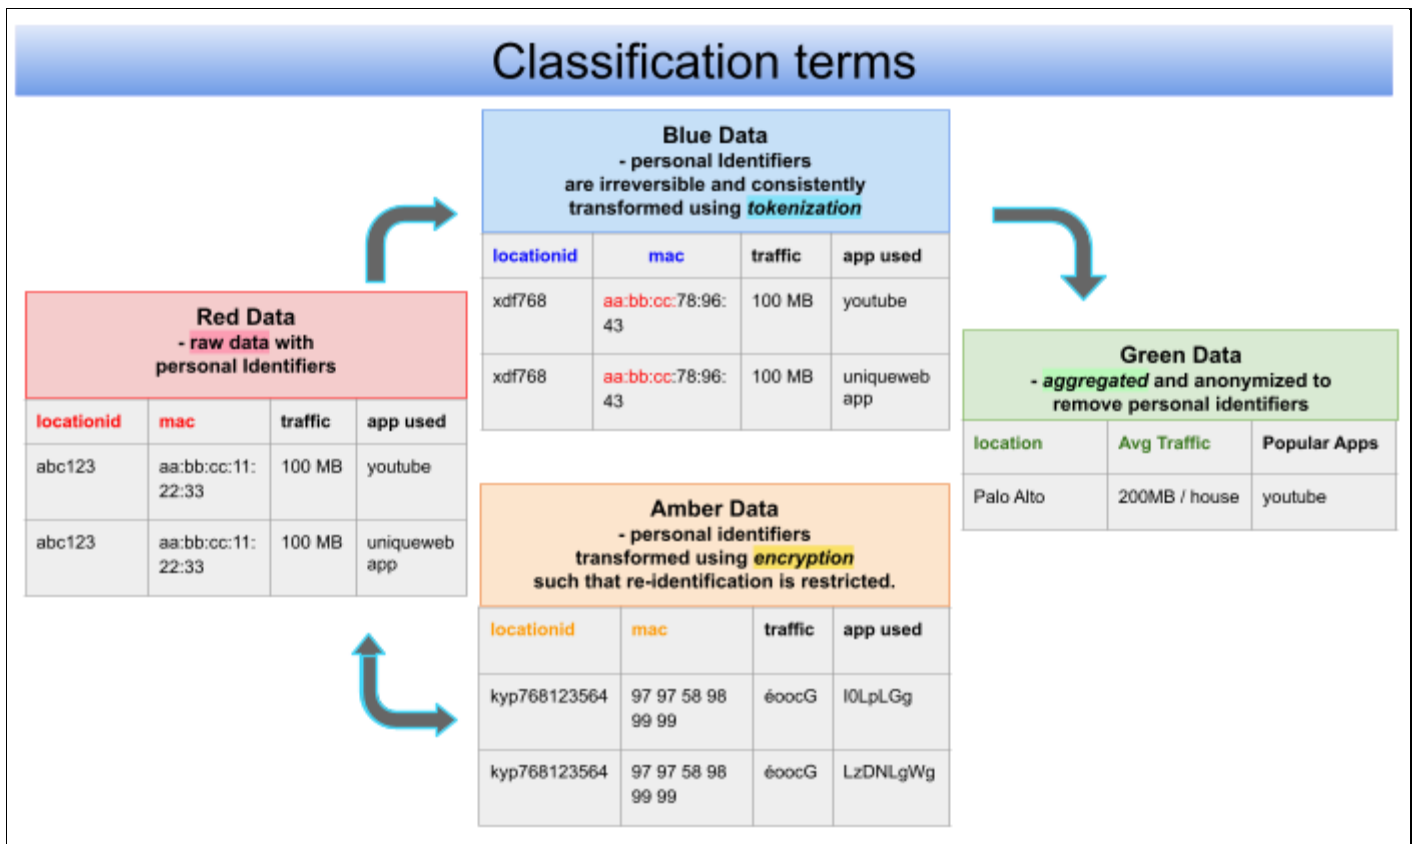 Classification terms
Blue Data
- personal Identifiers
are irreversible and consistently
transformed using tokenization
locationid mac traffic app used
xdf768 aa:bb:cc:78:96: 100 MB youtube
43
xdf768 aa:bb:cc:78:96: 100 MB uniqueweb
43 app
Red Data
- raw data with
personal Identifiers
locationid mac traffic app used
abc123 aa:bb:cc:11: 100 MB youtube
22:33
abc123 aa:bb:cc:11: 100 MB uniqueweb
22:33 app
Amber Data
- personal identifiers
transformed using encryption
such that re-identification is restricted.
locationid mac traffic app used
kyp768123564 97 97 58 98 éoocG I0LpLGg
99 99
kyp768123564 97 97 58 98 éoocG LzDNLgWg
99 99
Green Data
- aggregated and anonymized to
remove personal identifiers
location Avg Traffic Popular Apps
Palo Alto 200MB / house youtube